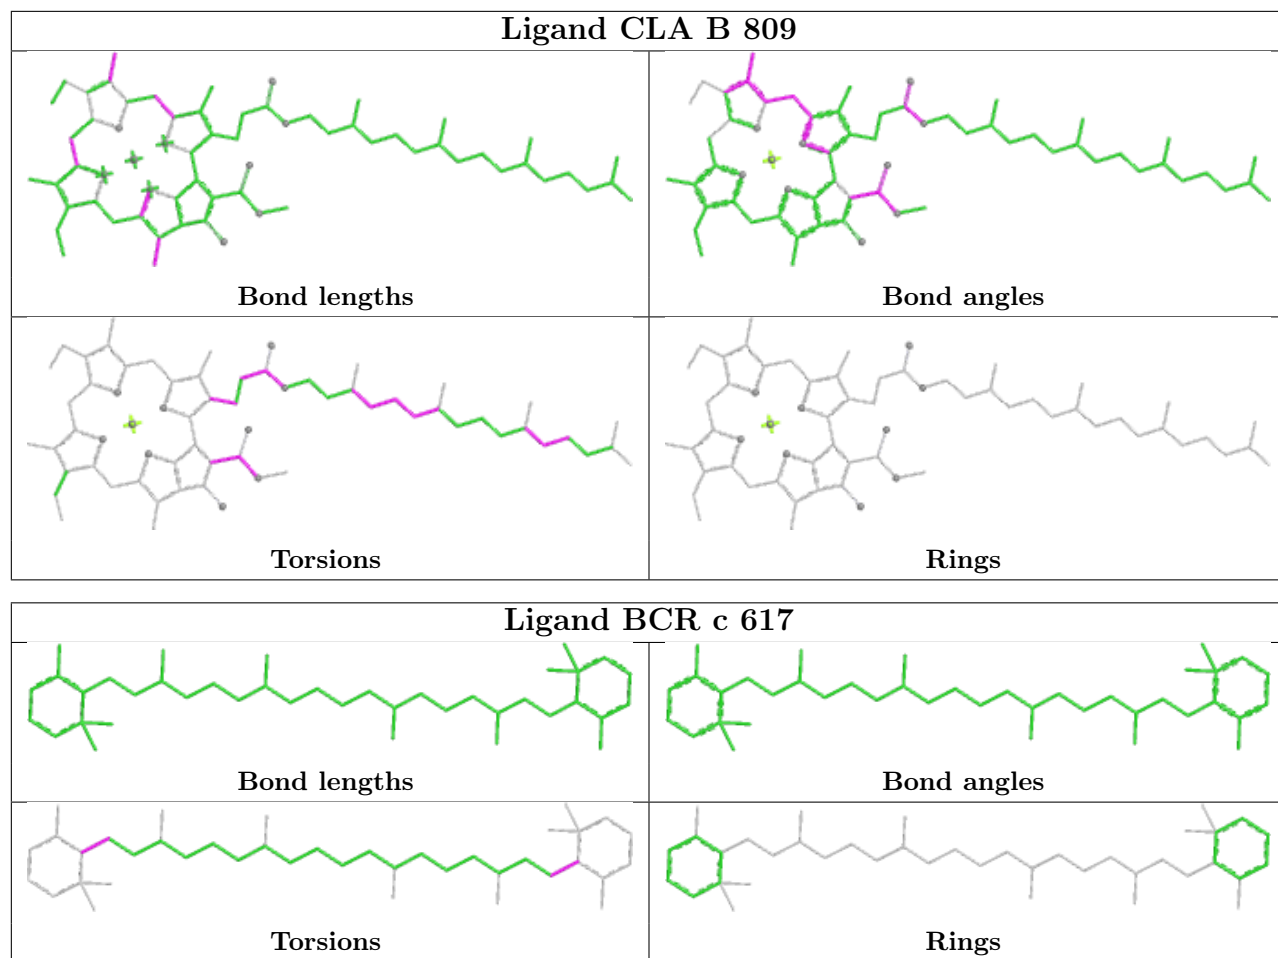 Ligand CLA B 809
Bond lengths
Bond angles
Torsions
Rings
Ligand BCR c 617
Bond lengths
Bond angles
Torsions
Rings